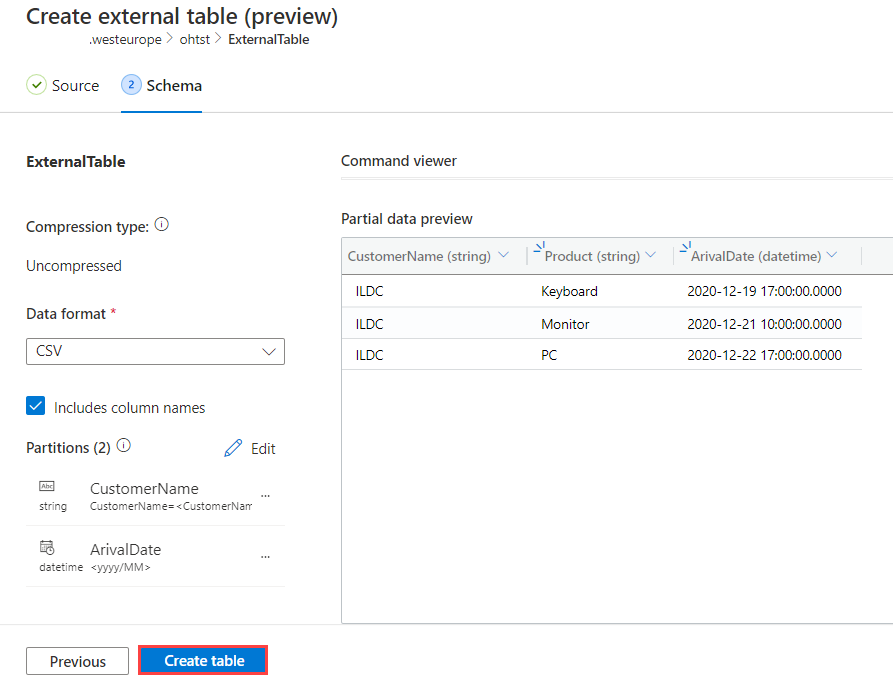 Create external table (preview)
.westeurope > ohtst > ExternalTable
Source
2 Schema
ExternalTable
Compression type:
Uncompressed
Data format *
CSV
Includes column names
Partitions (2)
Edit
Abc
string
CustomerName
CustomerName=<CustomerNam
...
datetime
ArivalDate
<yyyy/MM>
...
Command viewer
Partial data preview
CustomerName (string) Product (string) ArivalDate (datetime)
ILDC Keyboard 2020-12-19 17:00:00.0000
ILDC Monitor 2020-12-21 10:00:00.0000
ILDC PC 2020-12-22 17:00:00.0000
Previous
Create table